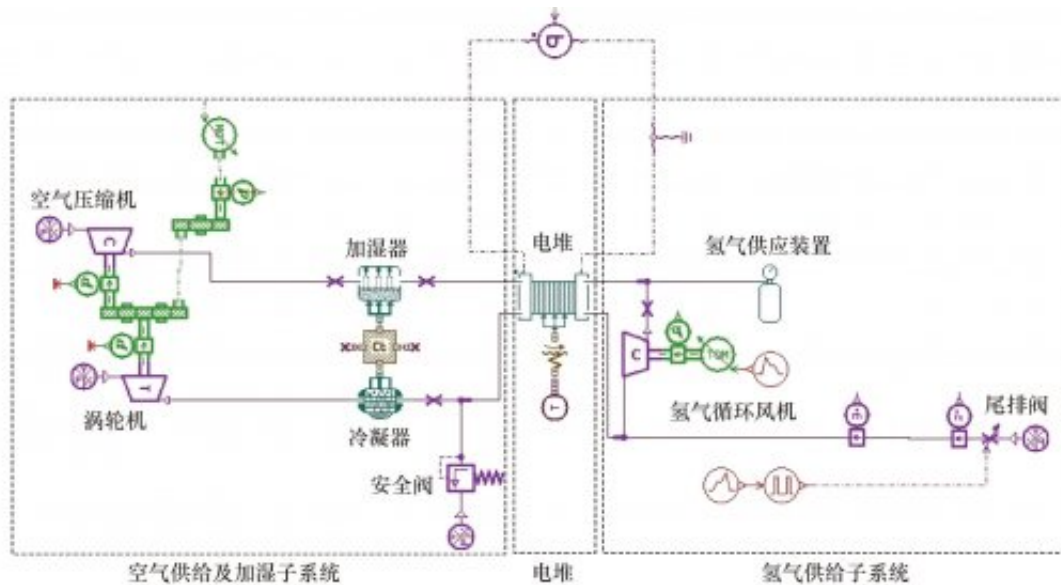 空气压缩机
加湿器
电堆
氢气供应装置
C
C
Cb
T
涡轮机
冷凝器
T
氢气循环风机
尾排阀
安全阀
空气供给及加湿子系统
电堆
氢气供给子系统